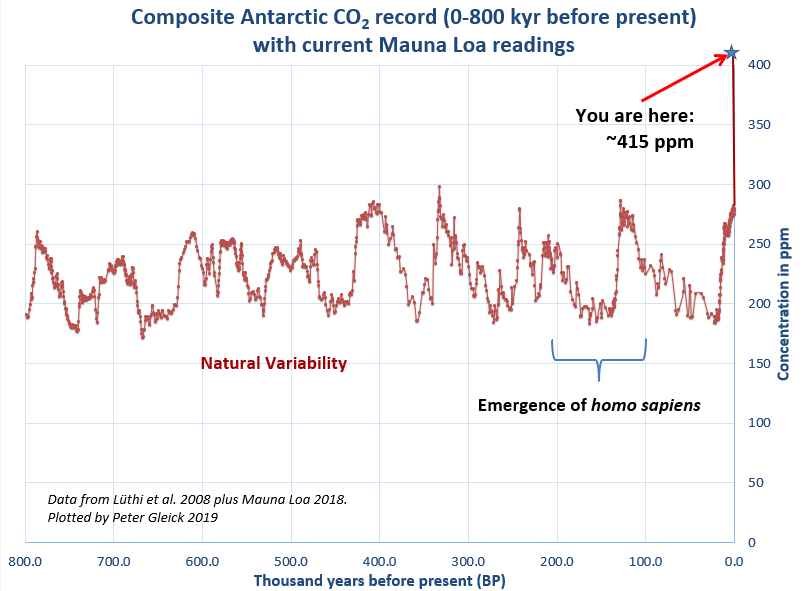 Composite Antarctic CO₂ record (0-800 kyr before present)
with current Mauna Loa readings
400
You are here:
~415 ppm
350
300
250
200
150
100
50
0
Concentration in ppm
Natural Variability
Emergence of homo sapiens
Data from Lüthi et al. 2008 plus Mauna Loa 2018.
Plotted by Peter Gleick 2019
800.0 700.0 600.0 500.0 400.0 300.0 200.0 100.0 0.0
Thousand years before present (BP)